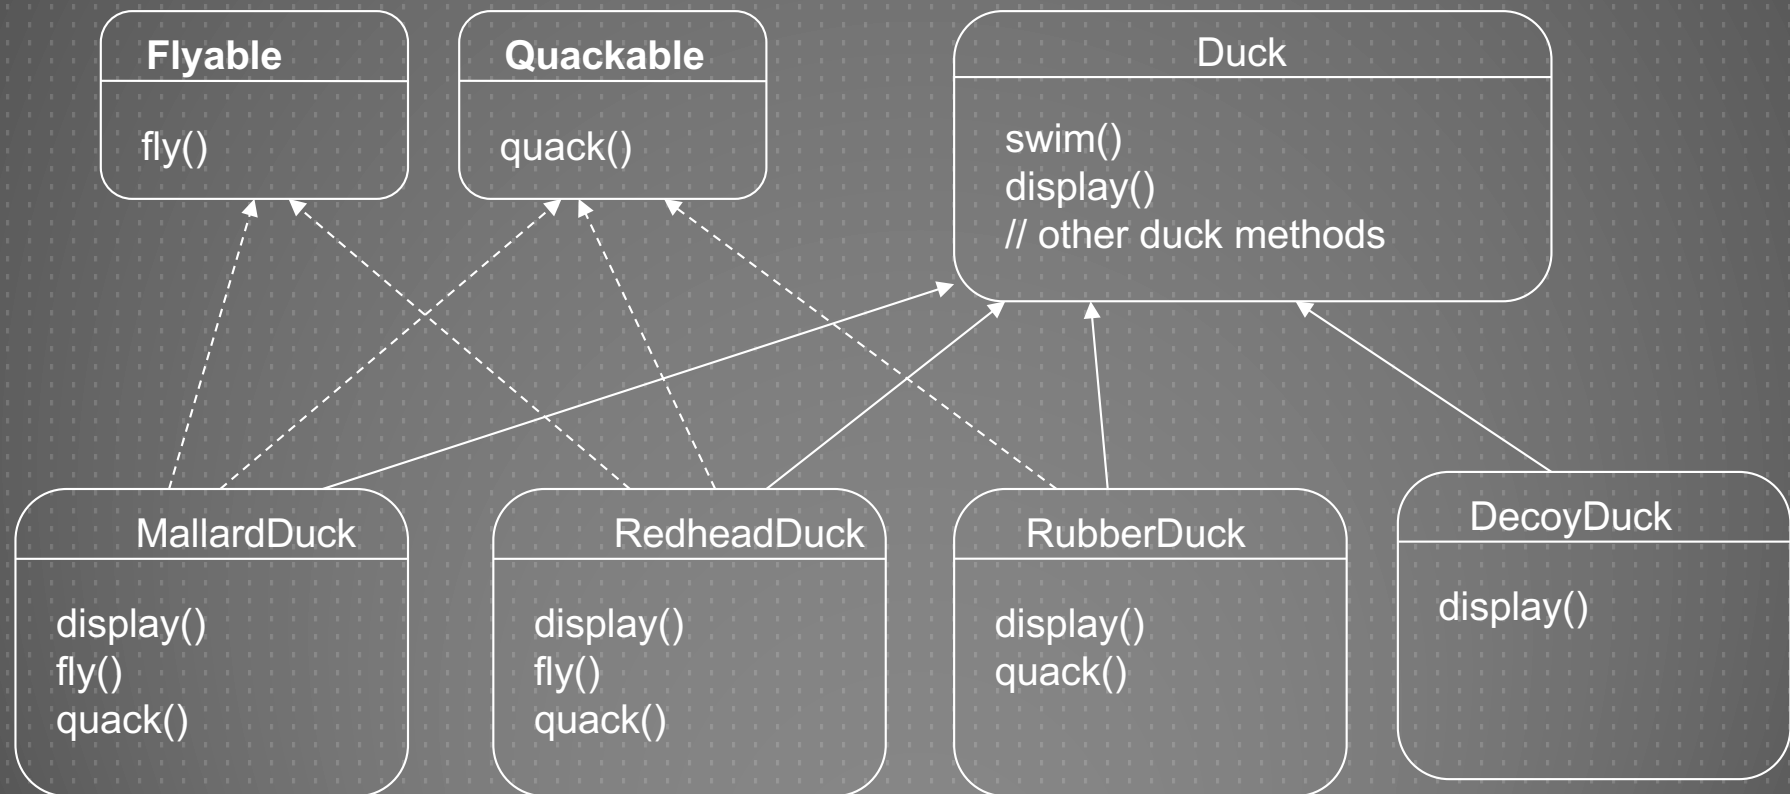 Flyable
fly()
Quackable
quack()
Duck
swim()
display()
// other duck methods
MallardDuck
display()
fly()
quack()
RedheadDuck
display()
fly()
quack()
RubberDuck
display()
quack()
DecoyDuck
display()